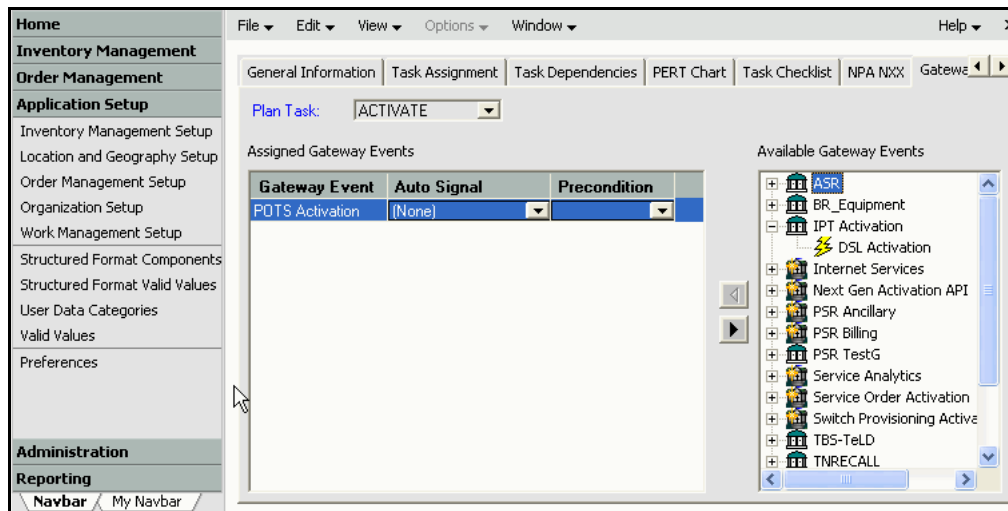 Home
Inventory Management
Order Management
Application Setup
Inventory Management Setup
Location and Geography Setup
Order Management Setup
Organization Setup
Work Management Setup
Structured Format Components
Structured Format Valid Values
User Data Categories
Valid Values
Preferences
Administration
Reporting
Navbar My Navbar
File Edit View Options Window Help
General Information Task Assignment Task Dependencies PERT Chart Task Checklist NPA NXX Gatewa
Plan Task: ACTIVATE
Assigned Gateway Events
Gateway Event Auto Signal Precondition
POTS Activation (None)
Available Gateway Events
ASR
BR_Equipment
IPT Activation
DSL Activation
Internet Services
Next Gen Activation API
PSR Ancillary
PSR Billing
PSR TestG
Service Analytics
Service Order Activation
Switch Provisioning Activa
TBS-TeLD
TNRECALL